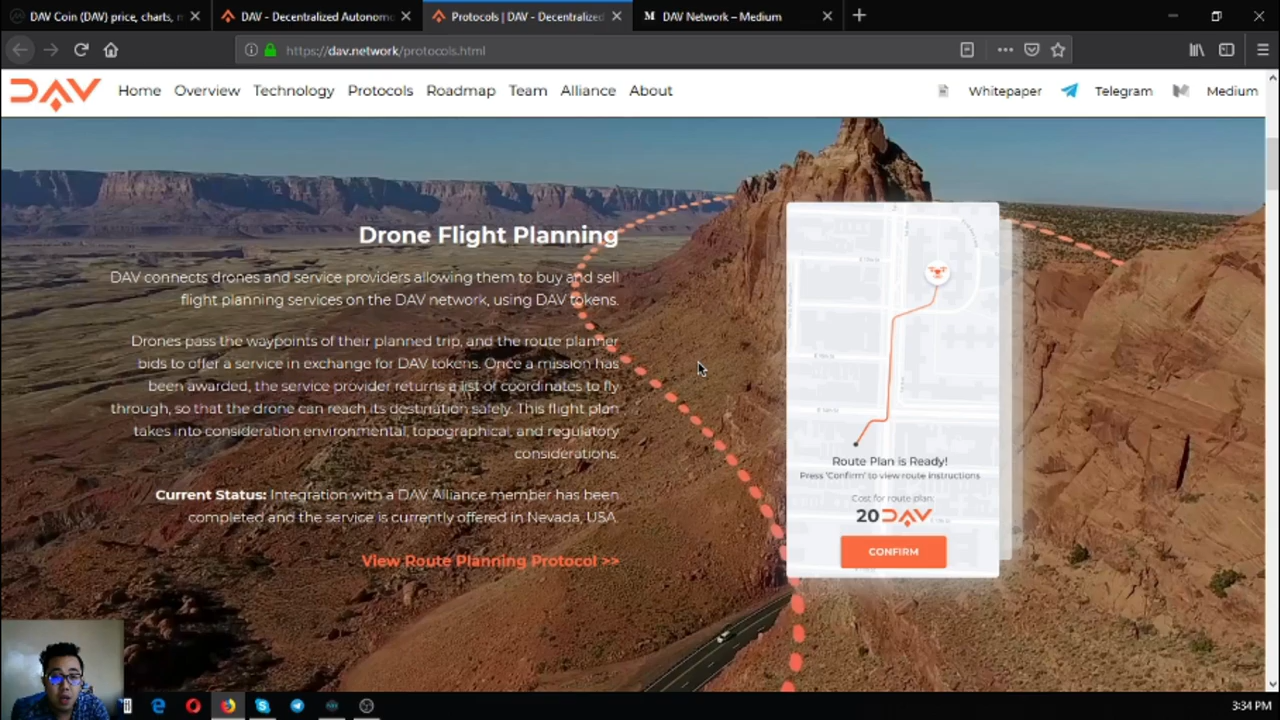 DAV Coin (DAV) price, charts, m
DAV - Decentralized Autonomo
Protocols | DAV - Decentralized
M DAV Network – Medium
https://dav.network/protocols.html
DAV Home Overview Technology Protocols Roadmap Team Alliance About Whitepaper Telegram Medium
Drone Flight Planning
DAV connects drones and service providers allowing them to buy and sell
flight planning services on the DAV network, using DAV tokens.
Drones pass the waypoints of their planned trip, and the route planner
bids to offer a service in exchange for DAV tokens. Once a mission has
been awarded, the service provider returns a list of coordinates to fly
through, so that the drone can reach its destination safely. This flight plan
takes into consideration environmental, topographical, and regulatory
considerations.
Current Status: Integration with a DAV Alliance member has been
completed and the service is currently offered in Nevada, USA.
View Route Planning Protocol >>
Route Plan is Ready!
Press 'Confirm' to view route instructions
Cost for route plan:
20 DAV
CONFIRM
3:34 PM